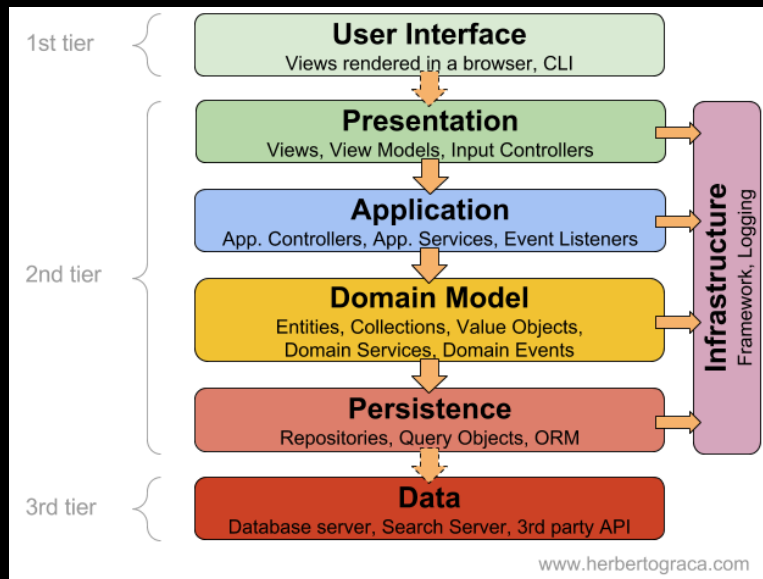 1st tier
User Interface
Views rendered in a browser, CLI
2nd tier
Presentation
Views, View Models, Input Controllers
Application
App. Controllers, App. Services, Event Listeners
Domain Model
Entities, Collections, Value Objects,
Domain Services, Domain Events
Persistence
Repositories, Query Objects, ORM
Infrastructure
Framework, Logging
3rd tier
Data
Database server, Search Server, 3rd party API
www.herbertograca.com